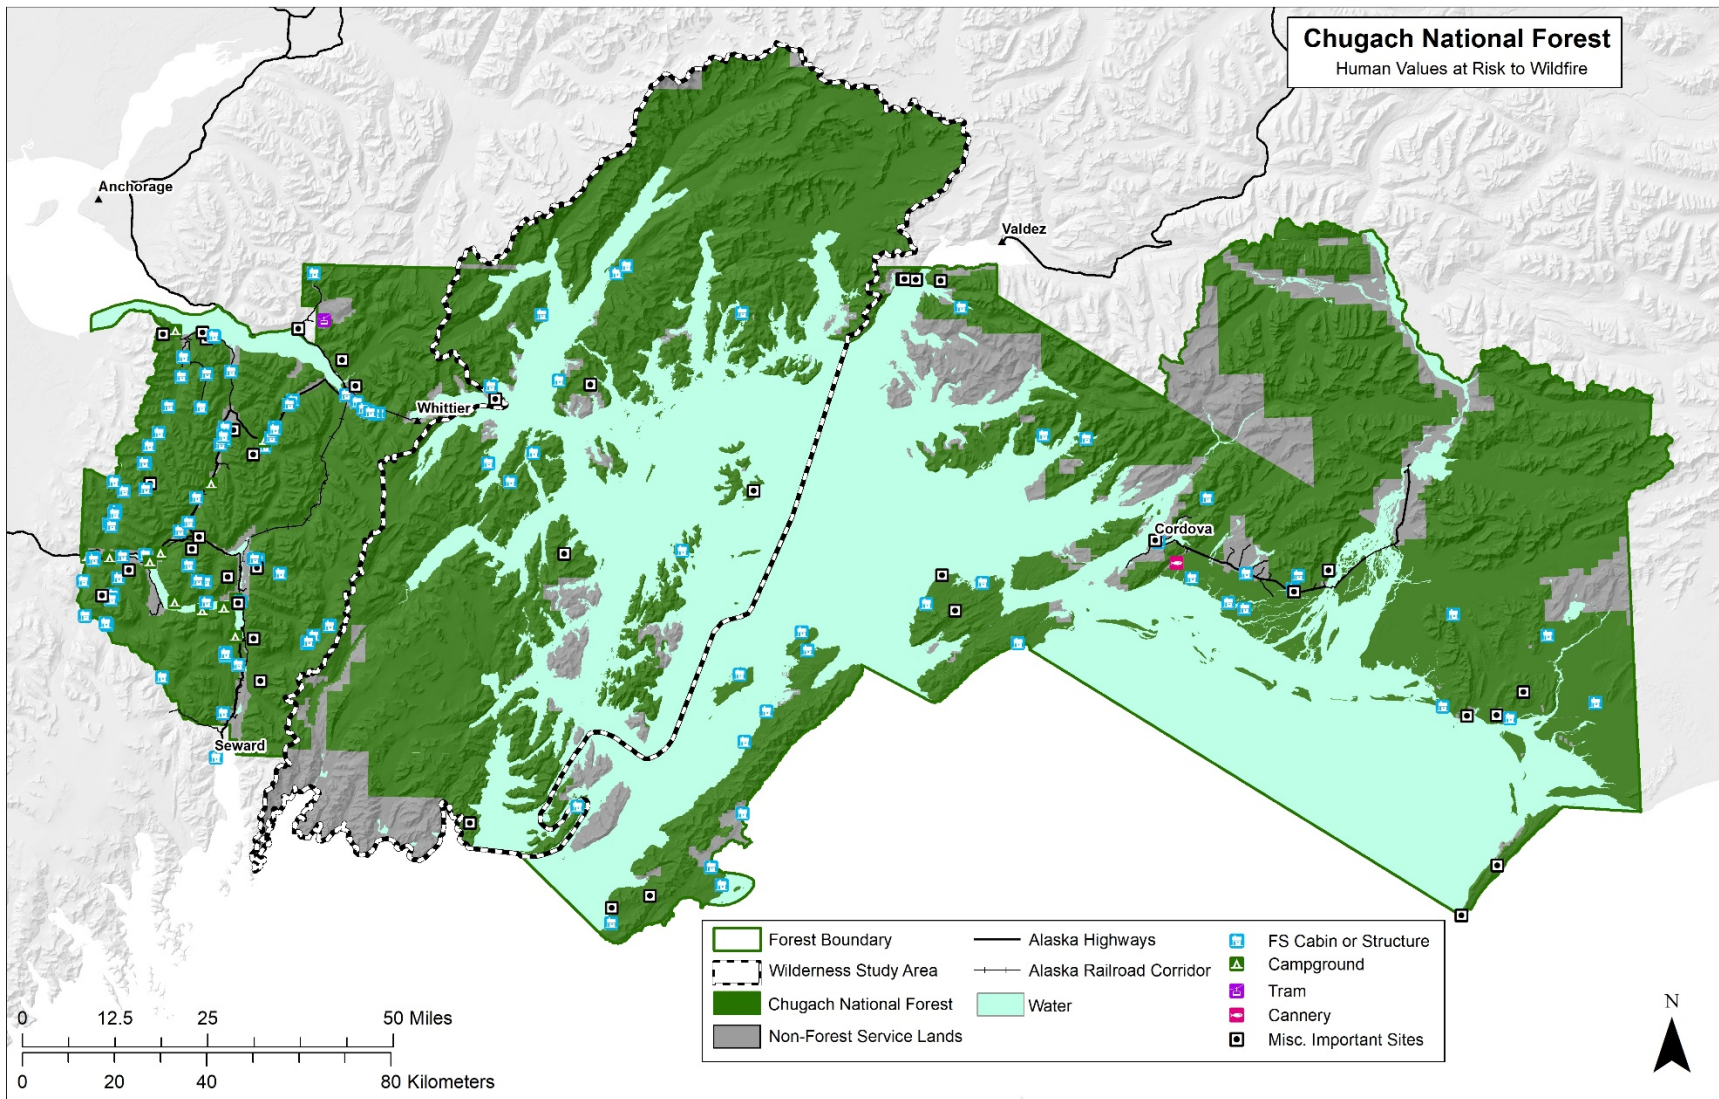 Chugach National Forest
Human Values at Risk to Wildfire
Anchorage
Valdez
Whittier
Cordova
Seward
Forest Boundary
Wilderness Study Area
Chugach National Forest
Non-Forest Service Lands
Alaska Highways
Alaska Railroad Corridor
Water
FS Cabin or Structure
Campground
Tram
Cannery
Misc. Important Sites
0 12.5 25 50 Miles
0 20 40 80 Kilometers
N